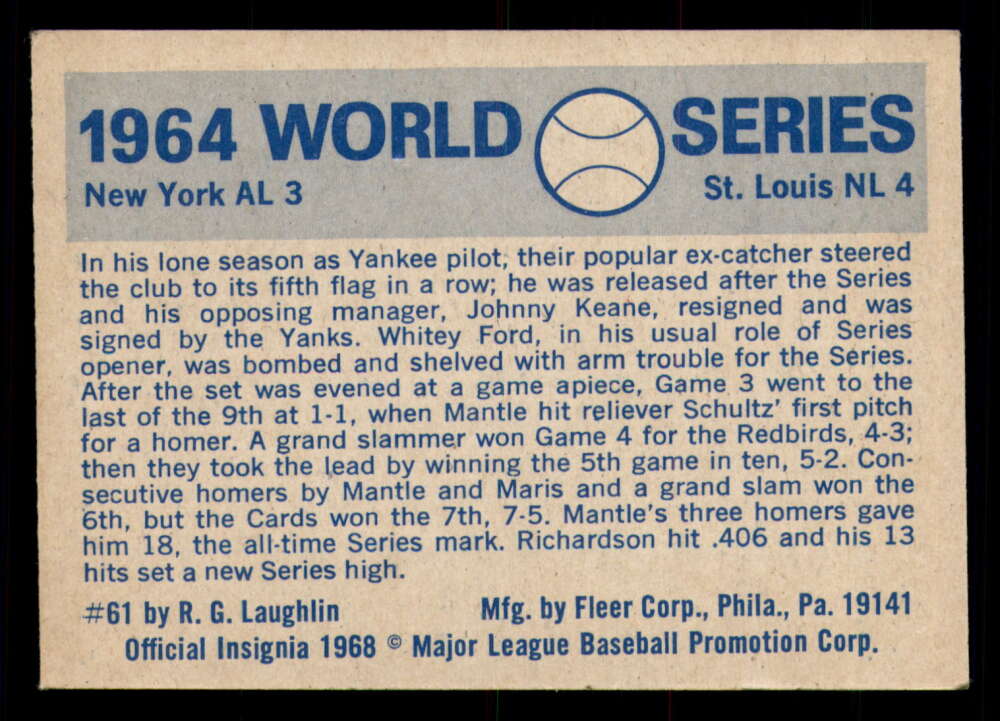 1964 WORLD SERIES
New York AL 3 St. Louis NL 4
In his lone season as Yankee pilot, their popular ex-catcher steered
the club to its fifth flag in a row; he was released after the Series
and his opposing manager, Johnny Keane, resigned and was
signed by the Yanks. Whitey Ford, in his usual role of Series
opener, was bombed and shelved with arm trouble for the Series.
After the set was evened at a game apiece, Game 3 went to the
last of the 9th at 1-1, when Mantle hit reliever Schultz' first pitch
for a homer. A grand slammer won Game 4 for the Redbirds, 4-3;
then they took the lead by winning the 5th game in ten, 5-2. Con-
secutive homers by Mantle and Maris and a grand slam won the
6th, but the Cards won the 7th, 7-5. Mantle's three homers gave
him 18, the all-time Series mark. Richardson hit .406 and his 13
hits set a new Series high.
#61 by R. G. Laughlin Mfg. by Fleer Corp., Phila., Pa. 19141
Official Insignia 1968 © Major League Baseball Promotion Corp.